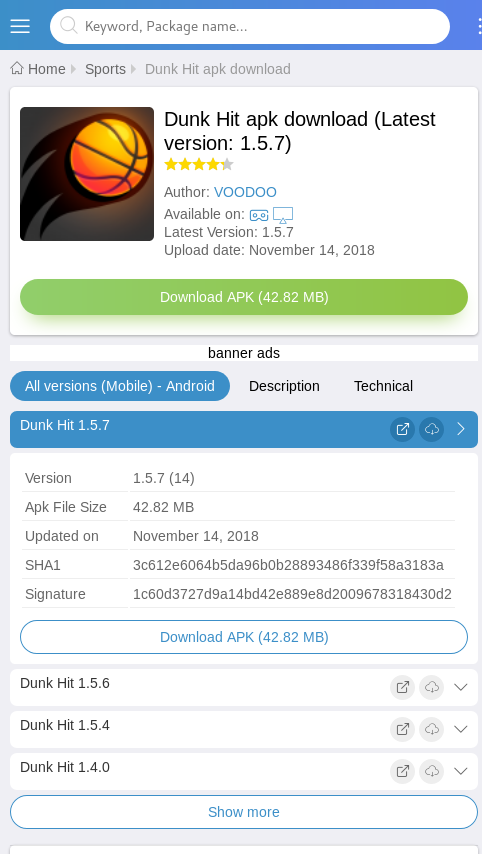 Keyword, Package name...
Home Sports Dunk Hit apk download
Dunk Hit apk download (Latest
version: 1.5.7)
Author: VOODOO
Available on:
Latest Version: 1.5.7
Upload date: November 14, 2018
Download APK (42.82 MB)
banner ads
All versions (Mobile) - Android Description Technical
Dunk Hit 1.5.7
Version 1.5.7 (14)
Apk File Size 42.82 MB
Updated on November 14, 2018
SHA1 3c612e6064b5da96b0b28893486f339f58a3183a
Signature 1c60d3727d9a14bd42e889e8d2009678318430d2
Download APK (42.82 MB)
Dunk Hit 1.5.6
Dunk Hit 1.5.4
Dunk Hit 1.4.0
Show more